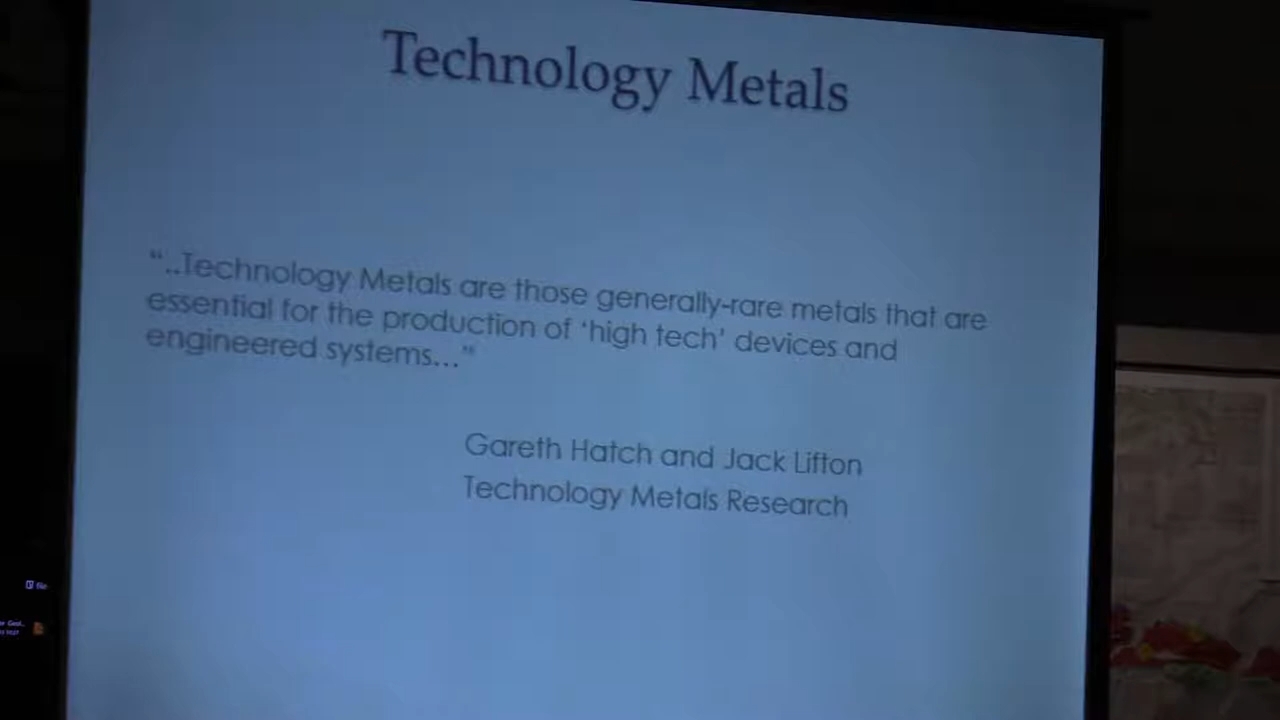 Technology Metals
“..Technology Metals are those generally-rare metals that are
essential for the production of ‘high tech’ devices and
engineered systems...”
Gareth Hatch and Jack Lifton
Technology Metals Research
file